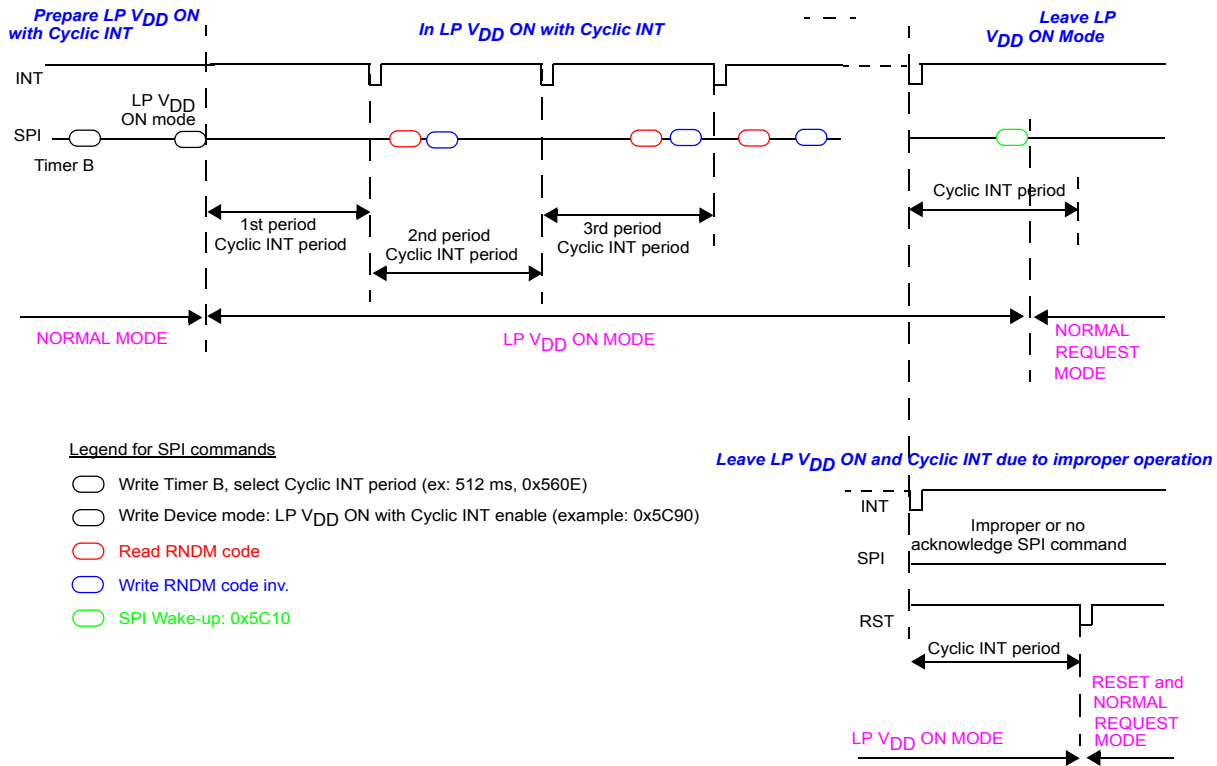 Prepare LP VDD ON
with Cyclic INT
In LP VDD ON with Cyclic INT
Leave LP
VDD ON Mode
INT
LP VDD
ON mode
SPI
Timer B
1st period
Cyclic INT period
2nd period
Cyclic INT period
3rd period
Cyclic INT period
Cyclic INT period
NORMAL MODE
LP VDD ON MODE
NORMAL
REQUEST
MODE
Legend for SPI commands
Write Timer B, select Cyclic INT period (ex: 512 ms, 0x560E)
Write Device mode: LP VDD ON with Cyclic INT enable (example: 0x5C90)
Read RNDM code
Write RNDM code inv.
SPI Wake-up: 0x5C10
Leave LP VDD ON and Cyclic INT due to improper operation
INT
Improper or no
acknowledge SPI command
SPI
RST
Cyclic INT period
RESET and
NORMAL
REQUEST
MODE
LP VDD ON MODE